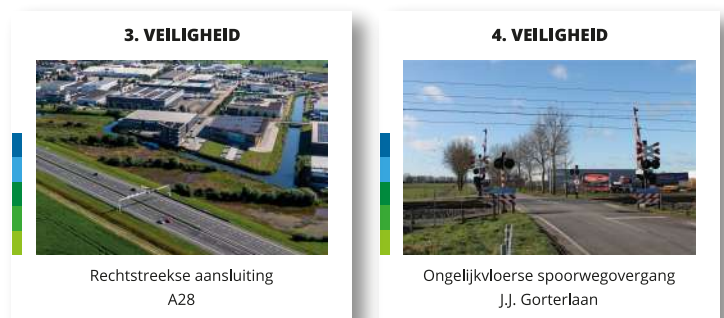 3. VEILIGHEID
Rechtstreekse aansluiting
A28
4. VEILIGHEID
Ongelijkvloerse spoorwegovergang
J.J. Gorterlaan